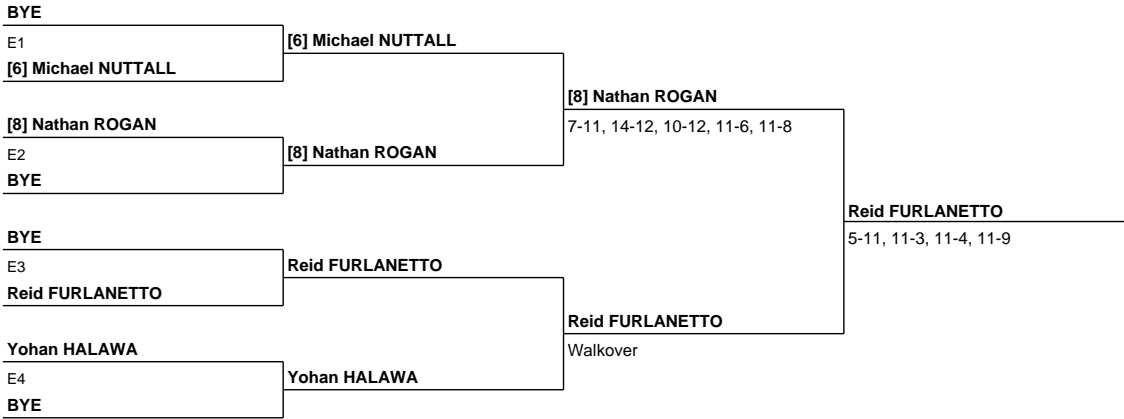 BYE
E1
[6] Michael NUTTALL
[8] Nathan ROGAN
E2
BYE
BYE
E3
Reid FURLANETTO
Yohan HALAWA
E4
BYE
[6] Michael NUTTALL
[8] Nathan ROGAN
Reid FURLANETTO
Yohan HALAWA
[8] Nathan ROGAN
7-11, 14-12, 10-12, 11-6, 11-8
Reid FURLANETTO
Walkover
Reid FURLANETTO
5-11, 11-3, 11-4, 11-9